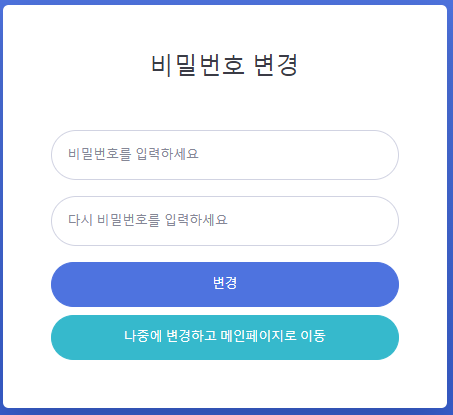 비밀번호 변경
비밀번호를 입력하세요
다시 비밀번호를 입력하세요
변경
나중에 변경하고 메인페이지로 이동